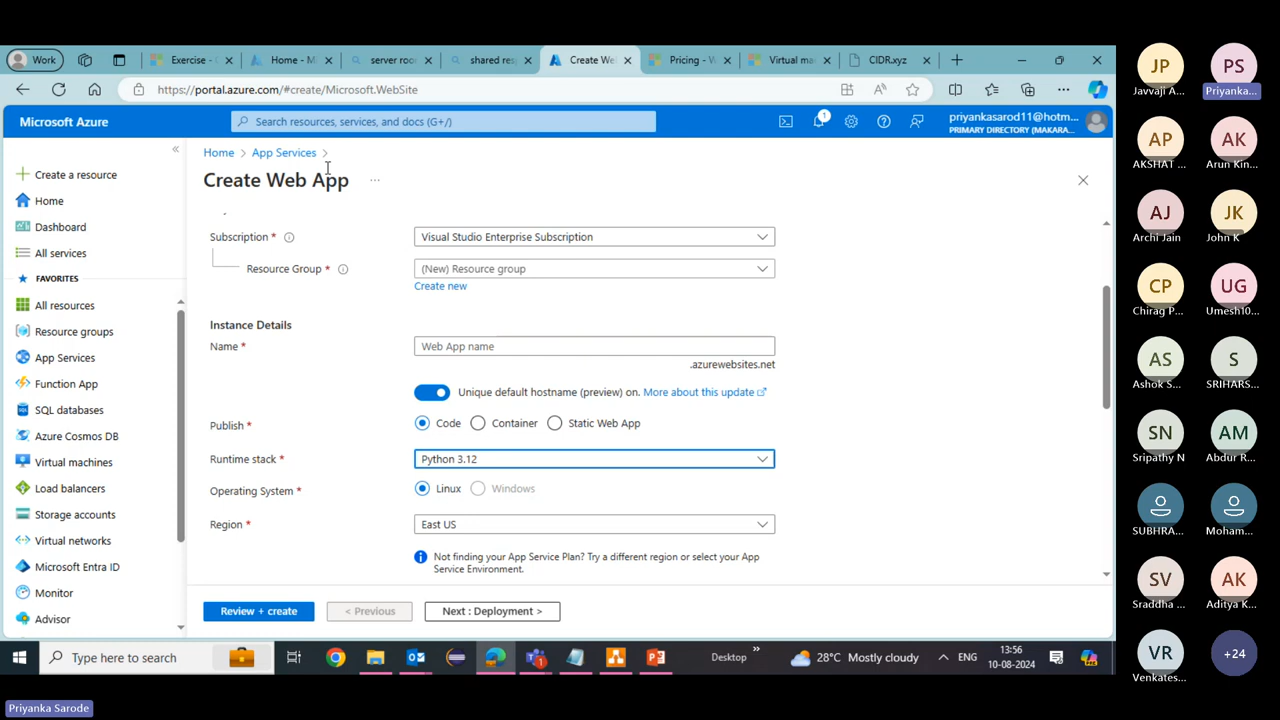 Work
Exercise -
Home - Mi
server roo
shared res
Create We
Pricing - V
Virtual ma
CIDR.xyz
https://portal.azure.com/#create/Microsoft.WebSite
Microsoft Azure
Search resources, services, and docs (G+/)
1
priyankasarod11@hotm...
PRIMARY DIRECTORY (MAKARA...
Create a resource
Home
Dashboard
All services
FAVORITES
All resources
Resource groups
App Services
Function App
SQL databases
Azure Cosmos DB
Virtual machines
Load balancers
Storage accounts
Virtual networks
Microsoft Entra ID
Monitor
Advisor
Home > App Services >
Create Web App ...
Subscription *
Visual Studio Enterprise Subscription
Resource Group *
(New) Resource group
Create new
Instance Details
Name *
Web App name
.azurewebsites.net
Unique default hostname (preview) on. More about this update
Publish *
Code
Container
Static Web App
Runtime stack *
Python 3.12
Operating System *
Linux
Windows
Region *
East US
Not finding your App Service Plan? Try a different region or select your App
Service Environment.
Review + create
< Previous
Next : Deployment >
Type here to search
Desktop
28°C Mostly cloudy
ENG
13:56
10-08-2024
Priyanka Sarode
JP
Javvaji A...
PS
Priyanka...
AP
AKSHAT ...
AK
Arun Kin...
AJ
Archi Jain
JK
John K
CP
Chirag P...
UG
Umesh10...
AS
Ashok S...
S
SRIHARS...
SN
Sripathy N
AM
Abdur R...
SUBHRA...
Moham...
SV
Sraddha ...
AK
Aditya K...
VR
Venkates...
+24